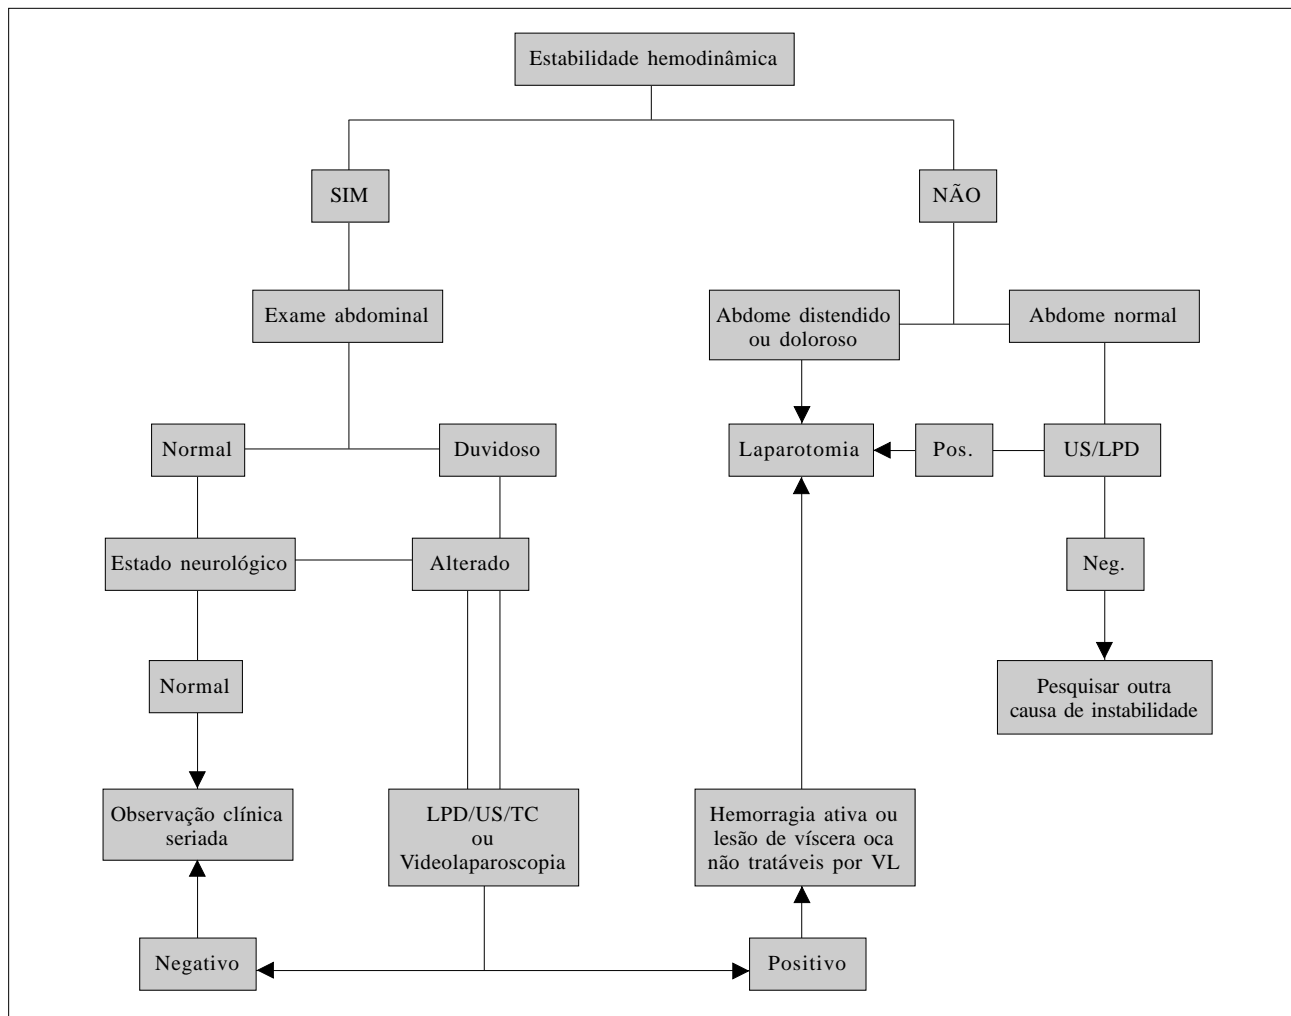 Estabilidade hemodinâmica
SIM
NÃO
Exame abdominal
Abdome distendido
ou doloroso
Abdome normal
Normal
Duvidoso
Laparotomia
Pos.
US/LPD
Estado neurológico
Alterado
Neg.
Normal
Pesquisar outra
causa de instabilidade
Observação clínica
seriada
LPD/US/TC
ou
Videolaparoscopia
Hemorragia ativa ou
lesão de víscera oca
não tratáveis por VL
Negativo
Positivo